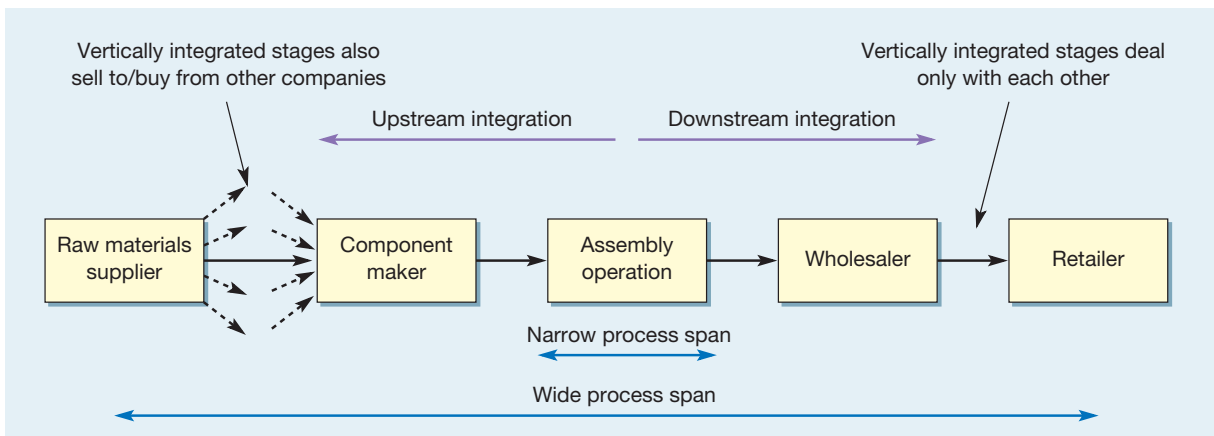 Vertically integrated stages also
sell to/buy from other companies
Vertically integrated stages deal
only with each other
Upstream integration
Downstream integration
Raw materials
supplier
Component
maker
Assembly
operation
Wholesaler
Retailer
Narrow process span
Wide process span